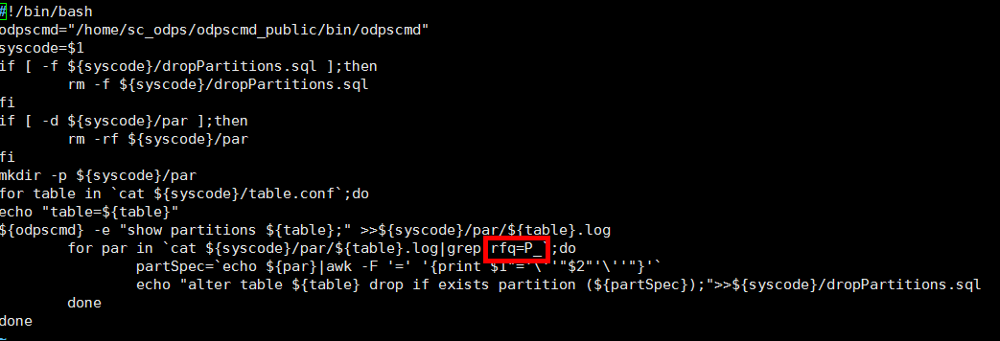 #!/bin/bash
odpscmd="/home/sc_odps/odpscmd_public/bin/odpscmd"
syscode=$1
if [ -f ${syscode}/dropPartitions.sql ];then
        rm -f ${syscode}/dropPartitions.sql
fi
if [ -d ${syscode}/par ];then
        rm -rf ${syscode}/par
fi
mkdir -p ${syscode}/par
for table in `cat ${syscode}/table.conf`;do
echo "table=${table}"
${odpscmd} -e "show partitions ${table};" >>${syscode}/par/${table}.log
        for par in `cat ${syscode}/par/${table}.log|grep rfq=P_`;do
                partSpec=`echo ${par}|awk -F '=' '{print $1"='\''"$2"'\''"}'`
                echo "alter table ${table} drop if exists partition (${partSpec});">>${syscode}/dropPartitions.sql
        done
done
~